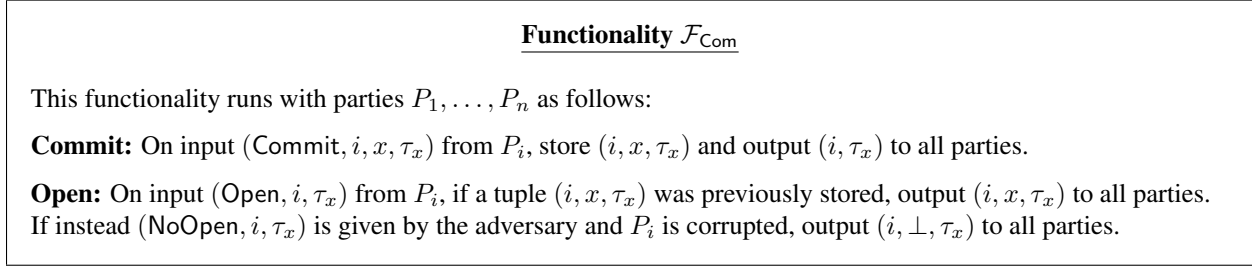 Functionality $\mathcal{F}_{\mathsf{Com}}$
This functionality runs with parties $P_1, \ldots, P_n$ as follows:
Commit: On input $(\mathsf{Commit}, i, x, \tau_x)$ from $P_i$, store $(i, x, \tau_x)$ and output $(i, \tau_x)$ to all parties.
Open: On input $(\mathsf{Open}, i, \tau_x)$ from $P_i$, if a tuple $(i, x, \tau_x)$ was previously stored, output $(i, x, \tau_x)$ to all parties.
If instead $(\mathsf{NoOpen}, i, \tau_x)$ is given by the adversary and $P_i$ is corrupted, output $(i, \bot, \tau_x)$ to all parties.